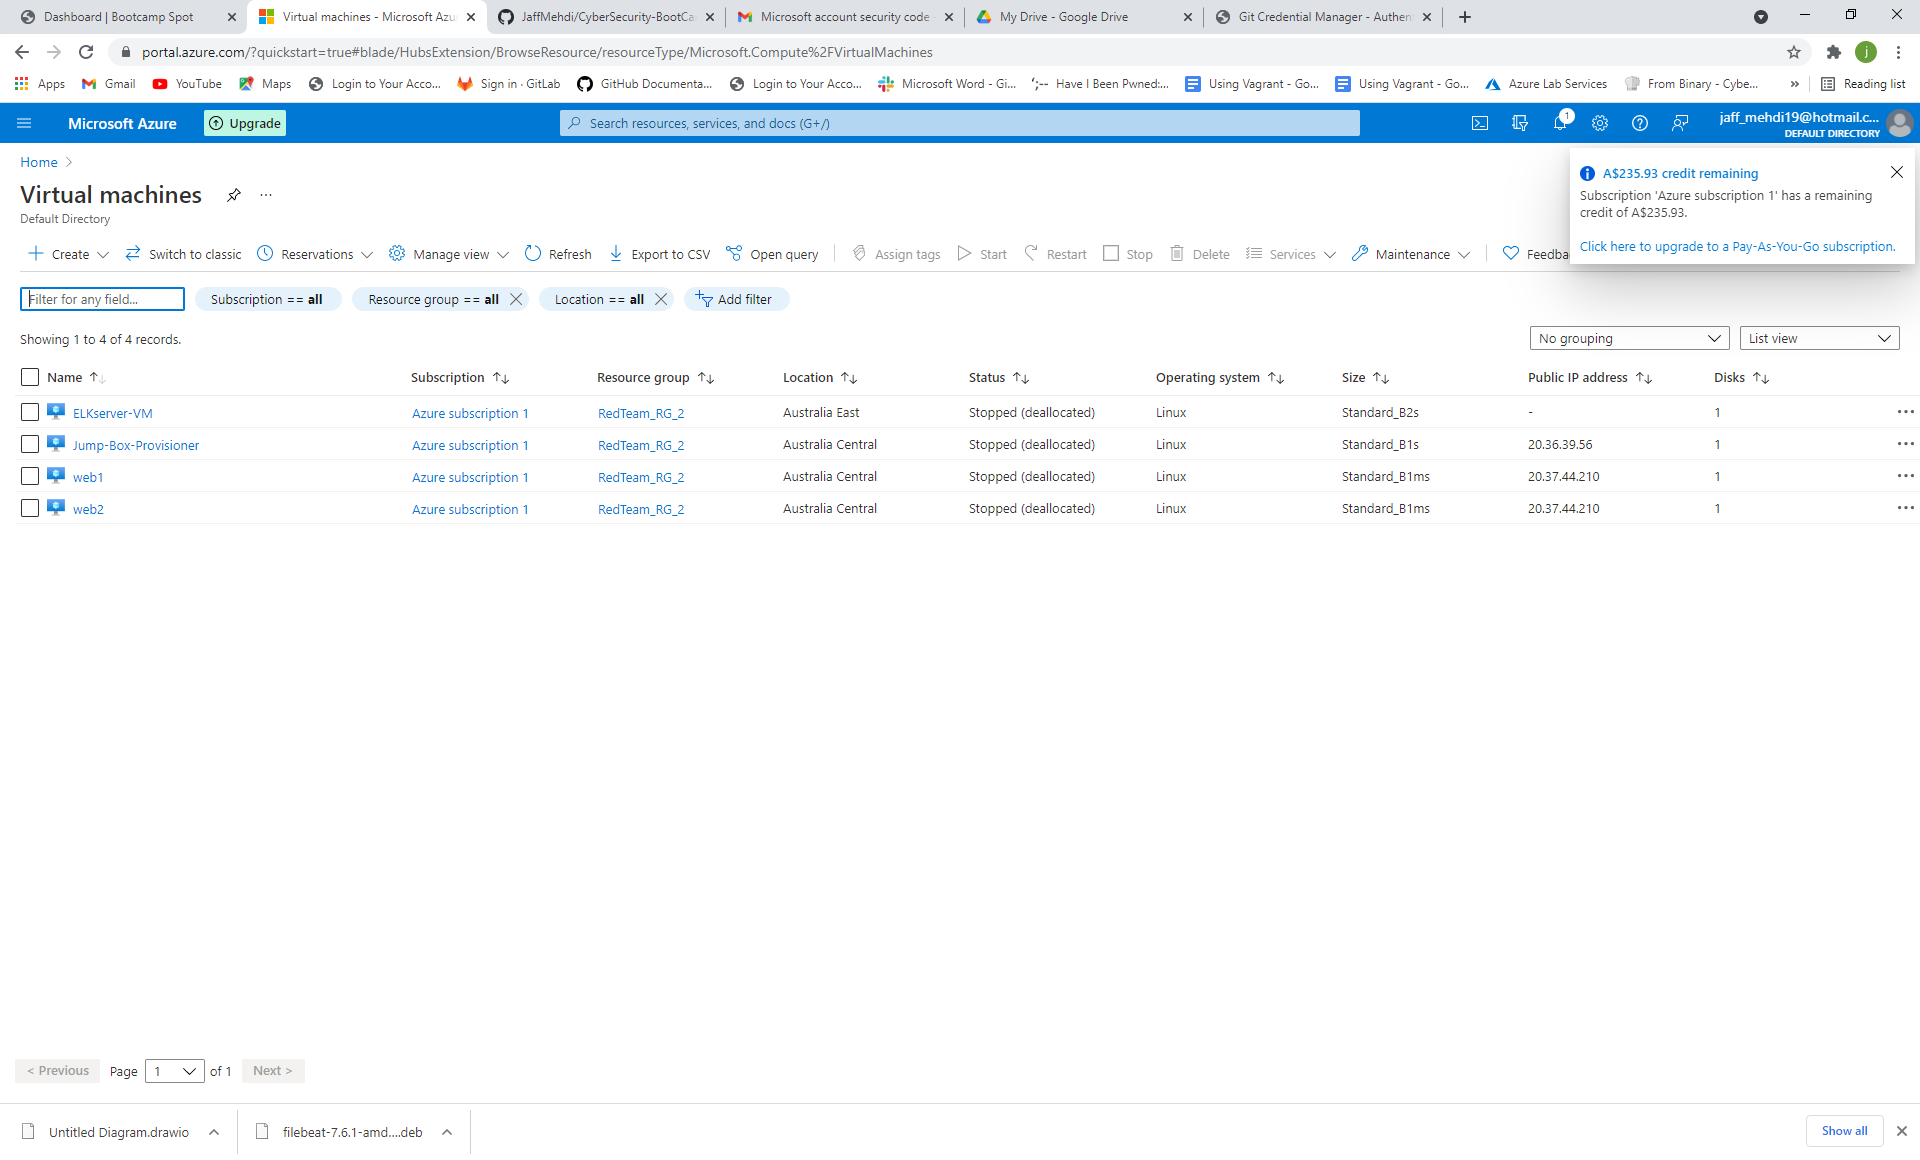 Dashboard | Bootcamp Spot
Virtual machines - Microsoft Azu
JaffMehdi/CyberSecurity-BootCa
Microsoft account security code
My Drive - Google Drive
Git Credential Manager - Authen
portal.azure.com/?quickstart=true#blade/HubsExtension/BrowseResource/resourceType/Microsoft.Compute%2FVirtualMachines
j
Apps
Gmail
YouTube
Maps
Login to Your Acco...
Sign in · GitLab
GitHub Documenta...
Login to Your Acco...
Microsoft Word - Gi...
Have I Been Pwned:...
Using Vagrant - Go...
Using Vagrant - Go...
Azure Lab Services
From Binary - Cybe...
»
Reading list
Microsoft Azure
Upgrade
Search resources, services, and docs (G+/)
1
jaff_mehdi19@hotmail.c...
DEFAULT DIRECTORY
Home >
A$235.93 credit remaining
Subscription 'Azure subscription 1' has a remaining
credit of A$235.93.
Click here to upgrade to a Pay-As-You-Go subscription.
Virtual machines
...
Default Directory
Create
Switch to classic
Reservations
Manage view
Refresh
Export to CSV
Open query
Assign tags
Start
Restart
Stop
Delete
Services
Maintenance
Feedba
Filter for any field...
Subscription == all
Resource group == all
Location == all
Add filter
Showing 1 to 4 of 4 records.
No grouping
List view
Name
Subscription
Resource group
Location
Status
Operating system
Size
Public IP address
Disks
ELKserver-VM
Azure subscription 1
RedTeam_RG_2
Australia East
Stopped (deallocated)
Linux
Standard_B2s
-
1
...
Jump-Box-Provisioner
Azure subscription 1
RedTeam_RG_2
Australia Central
Stopped (deallocated)
Linux
Standard_B1s
20.36.39.56
1
...
web1
Azure subscription 1
RedTeam_RG_2
Australia Central
Stopped (deallocated)
Linux
Standard_B1ms
20.37.44.210
1
...
web2
Azure subscription 1
RedTeam_RG_2
Australia Central
Stopped (deallocated)
Linux
Standard_B1ms
20.37.44.210
1
...
< Previous
Page
1
of 1
Next >
Untitled Diagram.drawio
filebeat-7.6.1-amd....deb
Show all